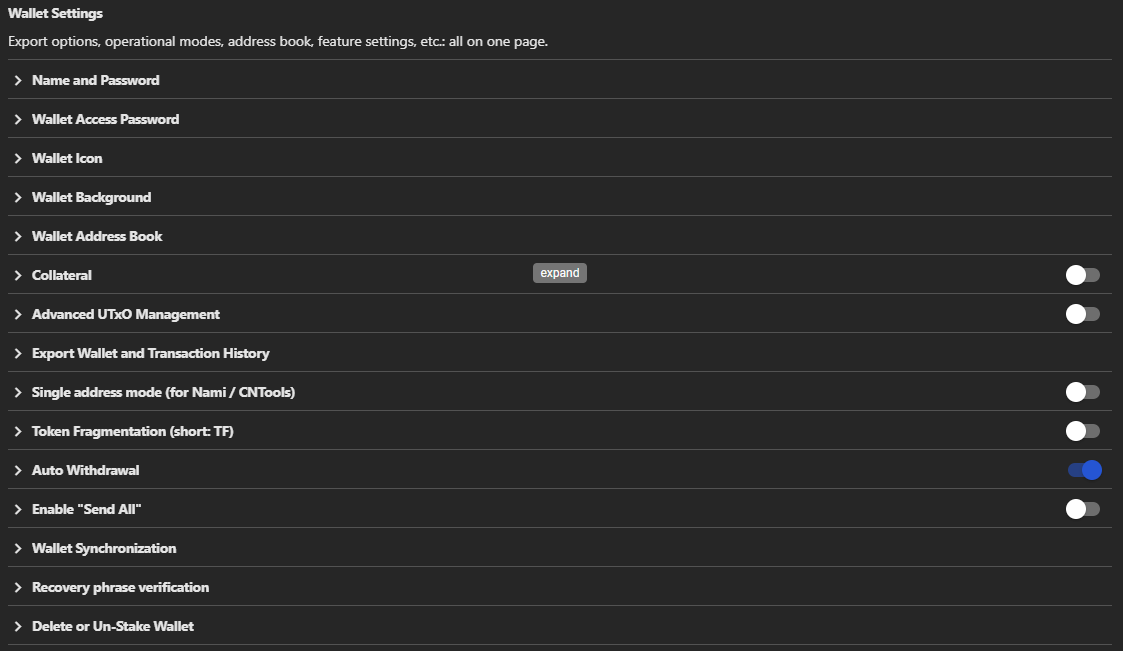 Wallet Settings
Export options, operational modes, address book, feature settings, etc.: all on one page.
Name and Password
Wallet Access Password
Wallet Icon
Wallet Background
Wallet Address Book
Collateral
expand
Advanced UTxO Management
Export Wallet and Transaction History
Single address mode (for Nami / CNTools)
Token Fragmentation (short: TF)
Auto Withdrawal
Enable "Send All"
Wallet Synchronization
Recovery phrase verification
Delete or Un-Stake Wallet